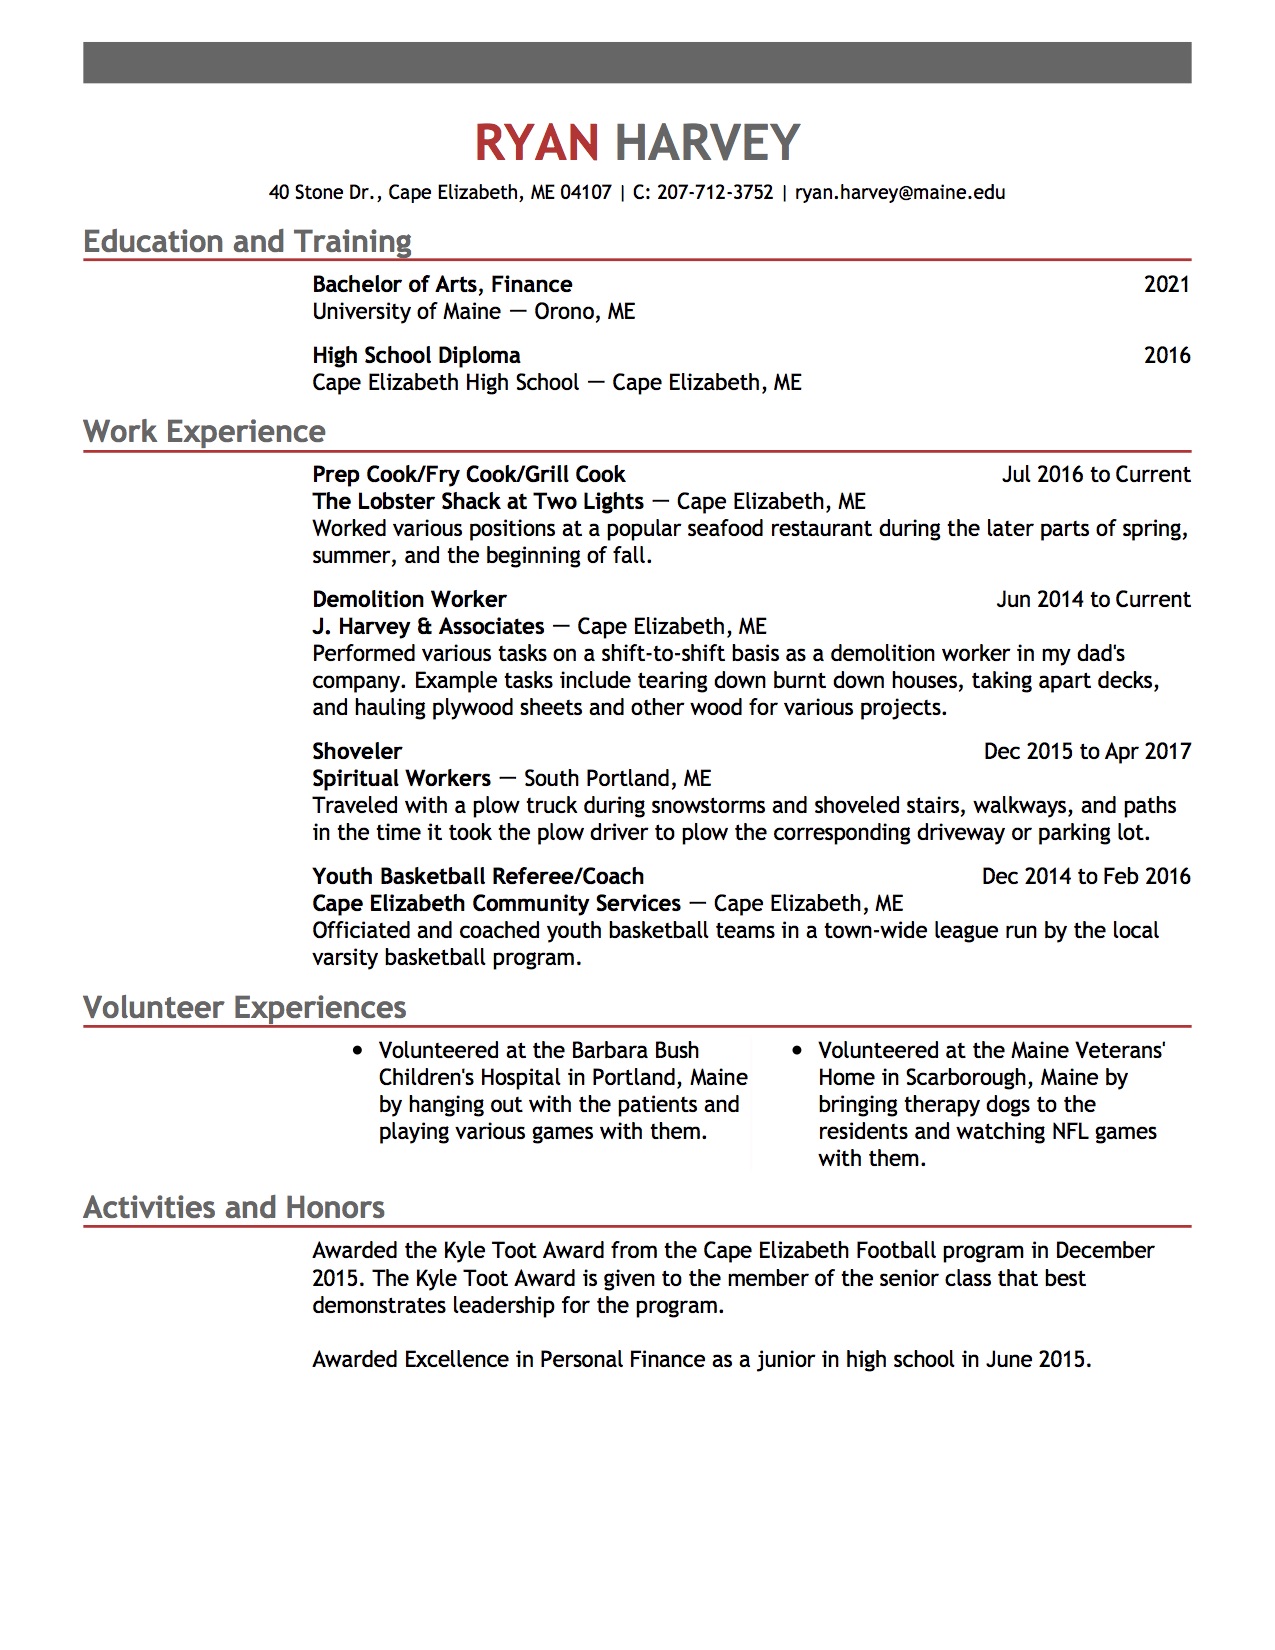 RYAN HARVEY
40 Stone Dr., Cape Elizabeth, ME 04107 | C: 207-712-3752 | ryan.harvey@maine.edu
Education and Training
Bachelor of Arts, Finance 2021
University of Maine — Orono, ME
High School Diploma 2016
Cape Elizabeth High School — Cape Elizabeth, ME
Work Experience
Prep Cook/Fry Cook/Grill Cook Jul 2016 to Current
The Lobster Shack at Two Lights — Cape Elizabeth, ME
Worked various positions at a popular seafood restaurant during the later parts of spring,
summer, and the beginning of fall.
Demolition Worker Jun 2014 to Current
J. Harvey & Associates — Cape Elizabeth, ME
Performed various tasks on a shift-to-shift basis as a demolition worker in my dad's
company. Example tasks include tearing down burnt down houses, taking apart decks,
and hauling plywood sheets and other wood for various projects.
Shoveler Dec 2015 to Apr 2017
Spiritual Workers — South Portland, ME
Traveled with a plow truck during snowstorms and shoveled stairs, walkways, and paths
in the time it took the plow driver to plow the corresponding driveway or parking lot.
Youth Basketball Referee/Coach Dec 2014 to Feb 2016
Cape Elizabeth Community Services — Cape Elizabeth, ME
Officiated and coached youth basketball teams in a town-wide league run by the local
varsity basketball program.
Volunteer Experiences
• Volunteered at the Barbara Bush
Children's Hospital in Portland, Maine
by hanging out with the patients and
playing various games with them.
• Volunteered at the Maine Veterans'
Home in Scarborough, Maine by
bringing therapy dogs to the
residents and watching NFL games
with them.
Activities and Honors
Awarded the Kyle Toot Award from the Cape Elizabeth Football program in December
2015. The Kyle Toot Award is given to the member of the senior class that best
demonstrates leadership for the program.
Awarded Excellence in Personal Finance as a junior in high school in June 2015.